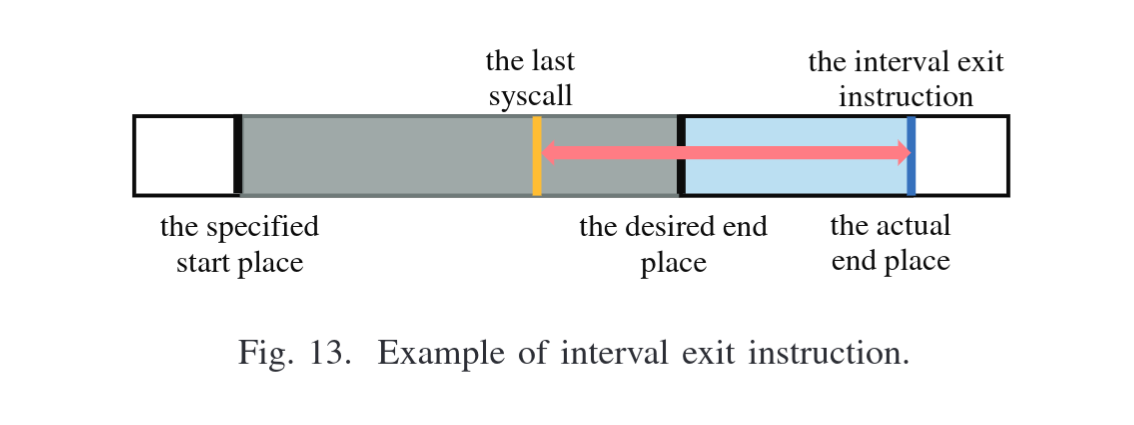 the last
syscall
the interval exit
instruction
the specified
start place
the desired end
place
the actual
end place
Fig. 13. Example of interval exit instruction.